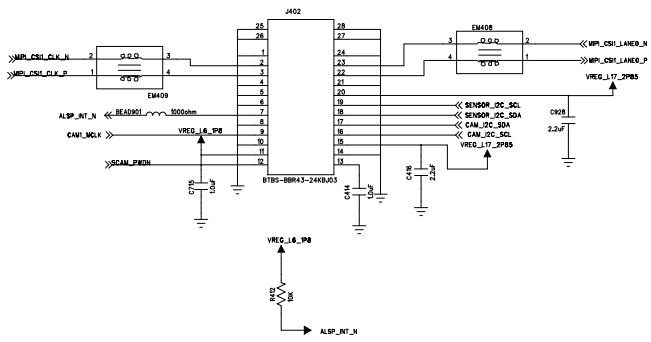 J402
25 28
26 27
EM408
1 24
3 2 MIPI_CSI1_LANE0_N
MIPI_CSI1_CLK_N 2 3 2 23
4 1 MIPI_CSI1_LANE0_P
MIPI_CSI1_CLK_P 1 4 3 22
4 21
VREG_L17_2P85
EM409
5 20
6 19 SENSOR_I2C_SCL
ALSP_INT_N BEAD901 1000ohm 7 18 SENSOR_I2C_SDA
C928
2.2uF
8 17 CAM_I2C_SDA
CAM1_MCLK VREG_L6_1P8 9 16 CAM_I2C_SCL
10 15 VREG_L17_2P85
11 14
SCAM_PWDN 12 13
BTBS-BBR43-24KBJ03
C715
1.0uF
C414
1.0uF
C416
2.2uF
VREG_L6_1P8
R412
10K
ALSP_INT_N